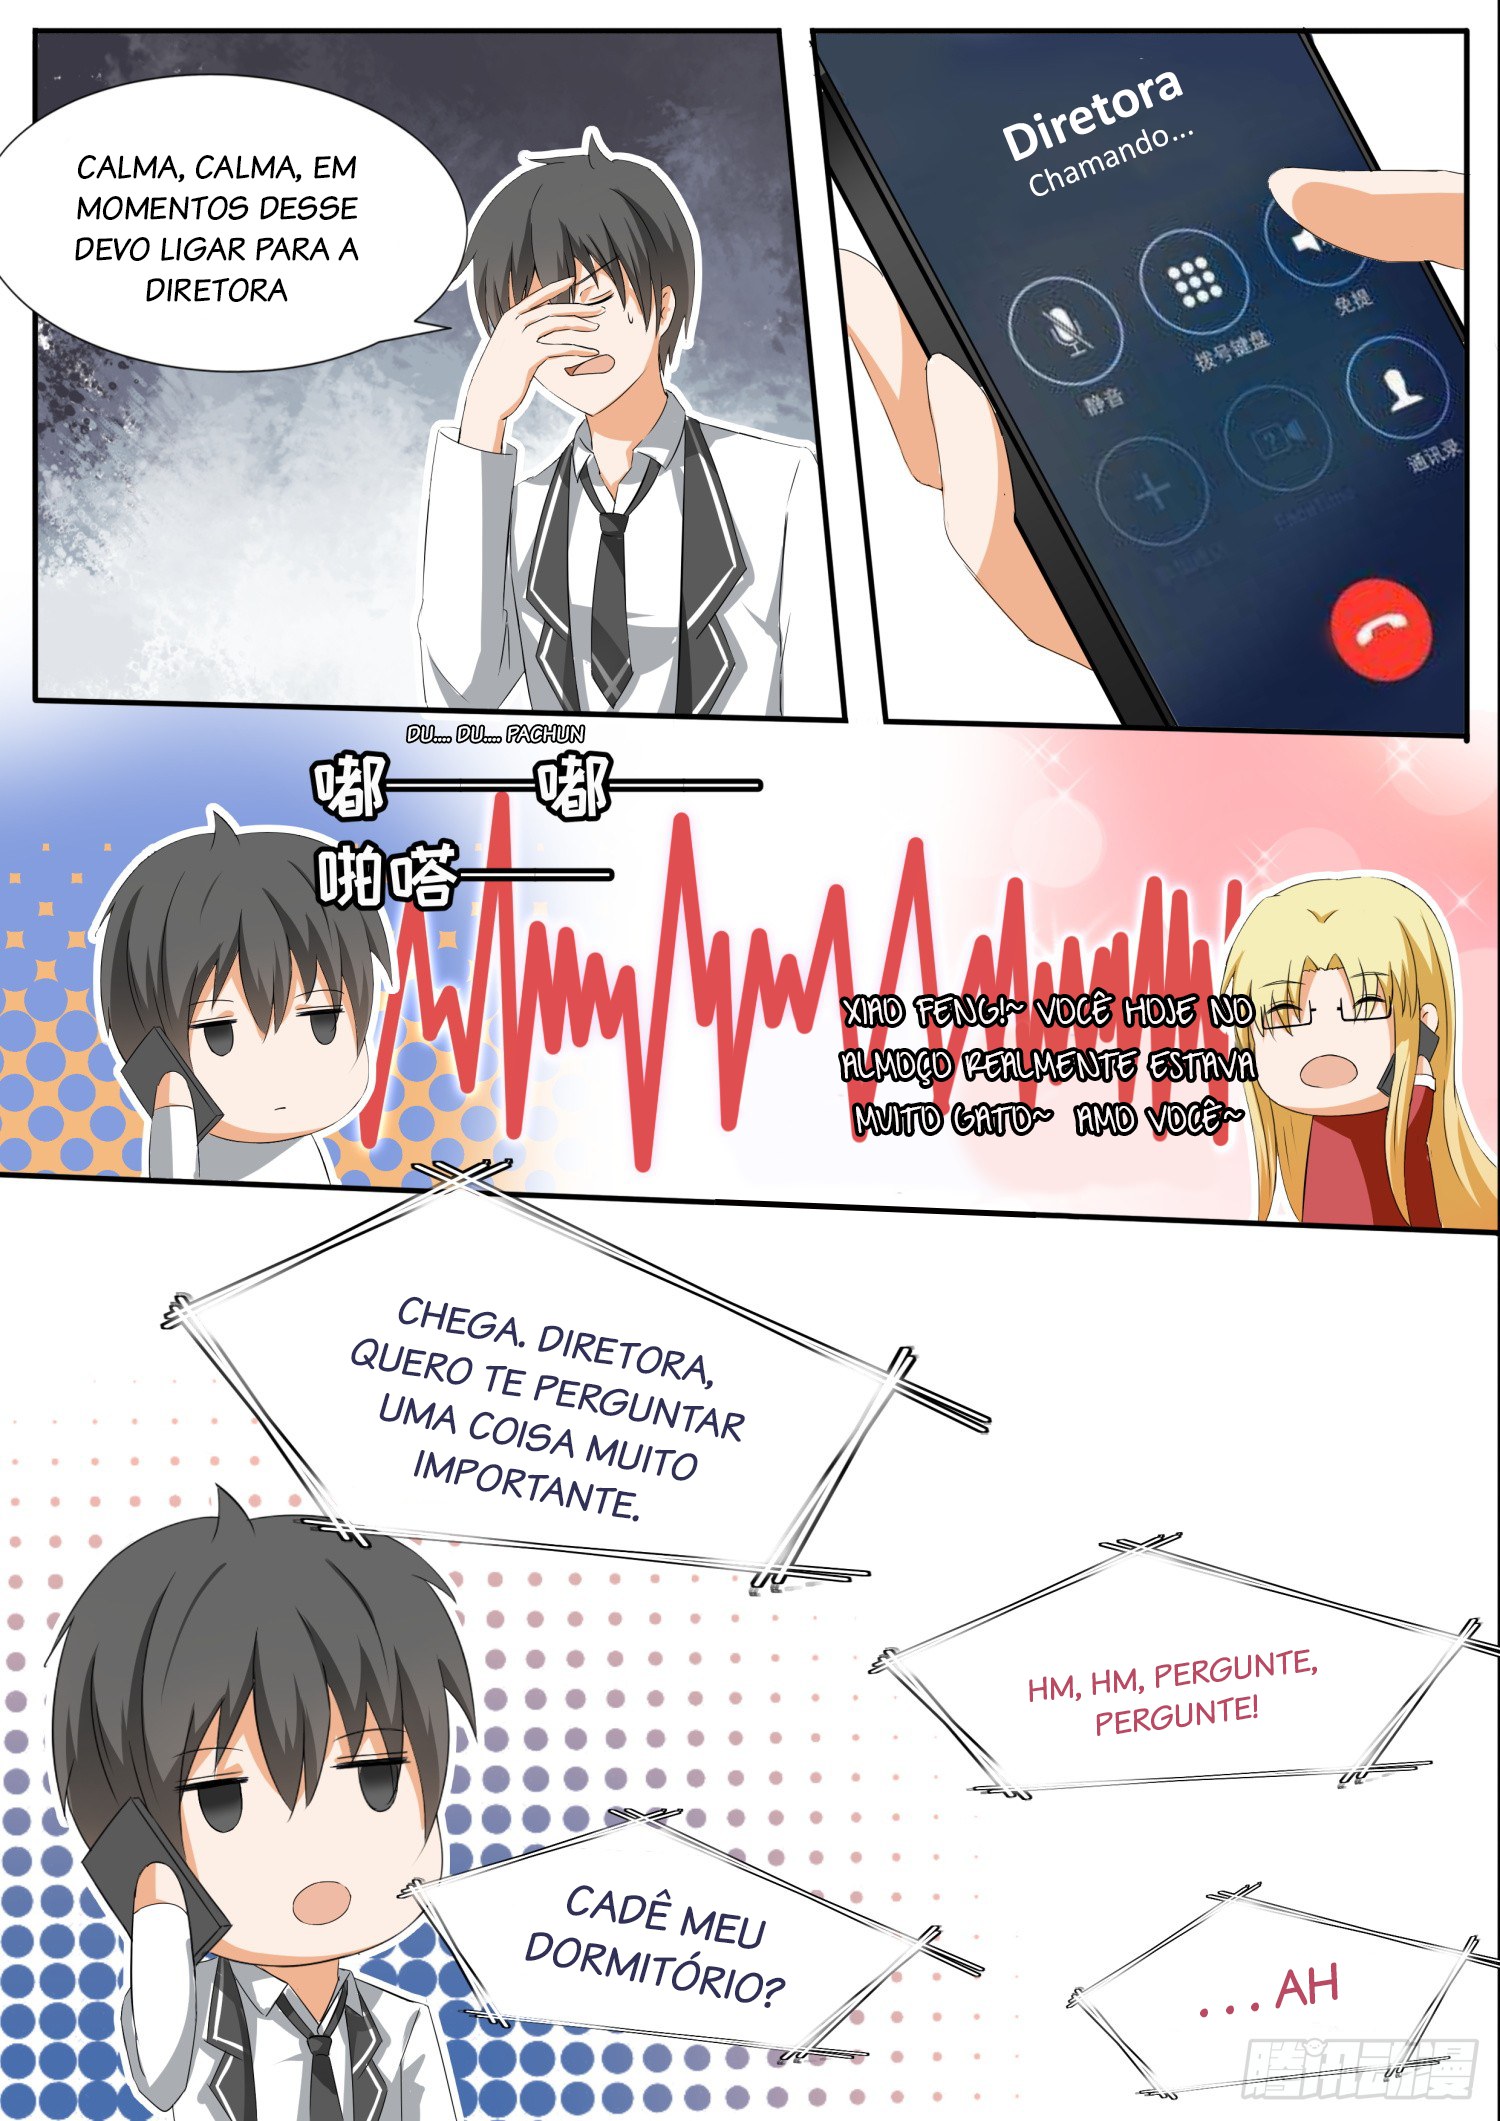 CALMA, CALMA, EM
MOMENTOS DESSE
DEVO LIGAR PARA A
DIRETORA
Diretora
Chamando...
免提
拨号键盘
静音
通讯录
DU.... DU.... PACHUN
嘟——嘟——
啪嗒——
XIAO FENG!~ VOCÊ HOJE NO
ALMOÇO REALMENTE ESTAVA
MUITO GATO~ AMO VOCÊ~
CHEGA. DIRETORA,
QUERO TE PERGUNTAR
UMA COISA MUITO
IMPORTANTE.
HM, HM, PERGUNTE,
PERGUNTE!
CADÊ MEU
DORMITÓRIO?
... AH
腾讯动漫